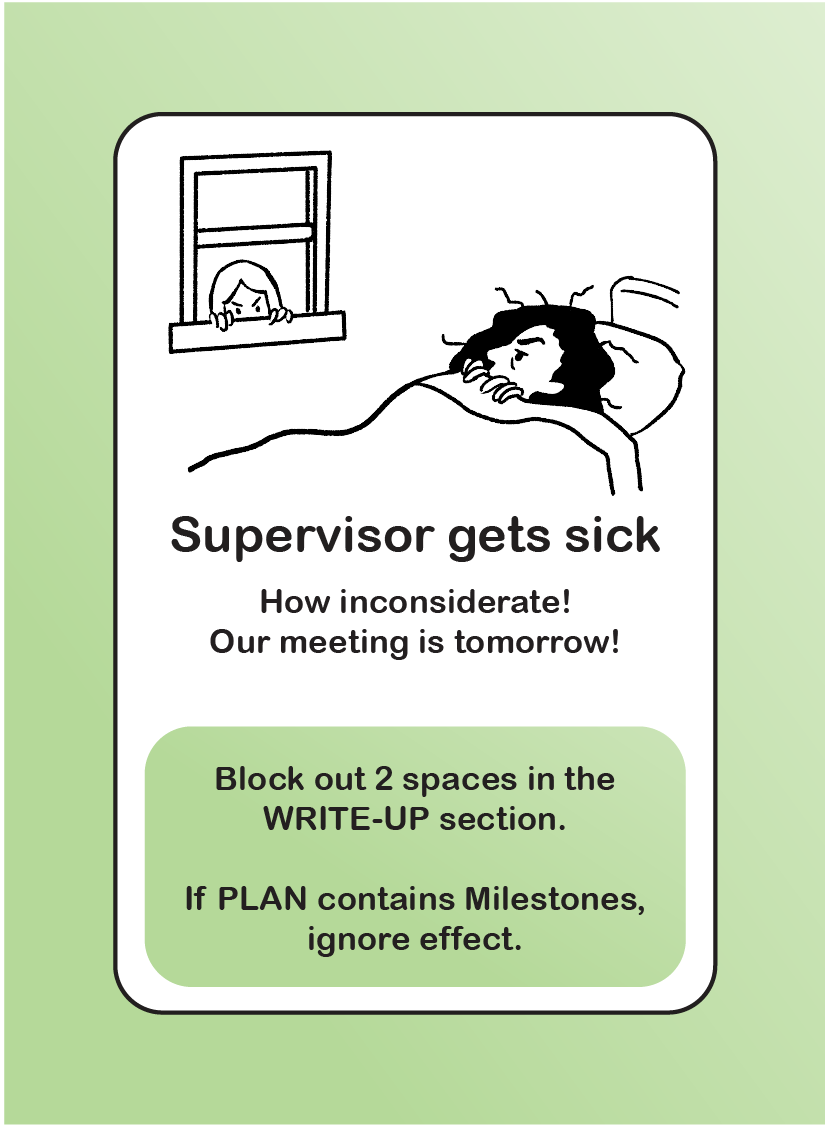 Supervisor gets sick
How inconsiderate!
Our meeting is tomorrow!
Block out 2 spaces in the
WRITE-UP section.
If PLAN contains Milestones,
ignore effect.